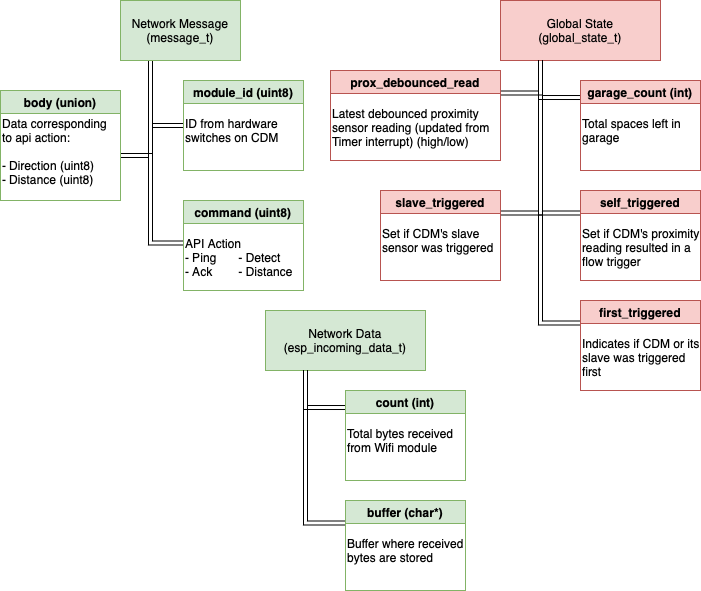 Network Message
(message_t)
body (union)
Data corresponding
to api action:
- Direction (uint8)
- Distance (uint8)
module_id (uint8)
ID from hardware
switches on CDM
command (uint8)
API Action
- Ping - Detect
- Ack - Distance
Global State
(global_state_t)
prox_debounced_read
Latest debounced proximity
sensor reading (updated from
Timer interrupt) (high/low)
garage_count (int)
Total spaces left in
garage
slave_triggered
Set if CDM's slave
sensor was triggered
self_triggered
Set if CDM's proximity
reading resulted in a
flow trigger
first_triggered
Indicates if CDM or its
slave was triggered
first
Network Data
(esp_incoming_data_t)
count (int)
Total bytes received
from Wifi module
buffer (char*)
Buffer where received
bytes are stored